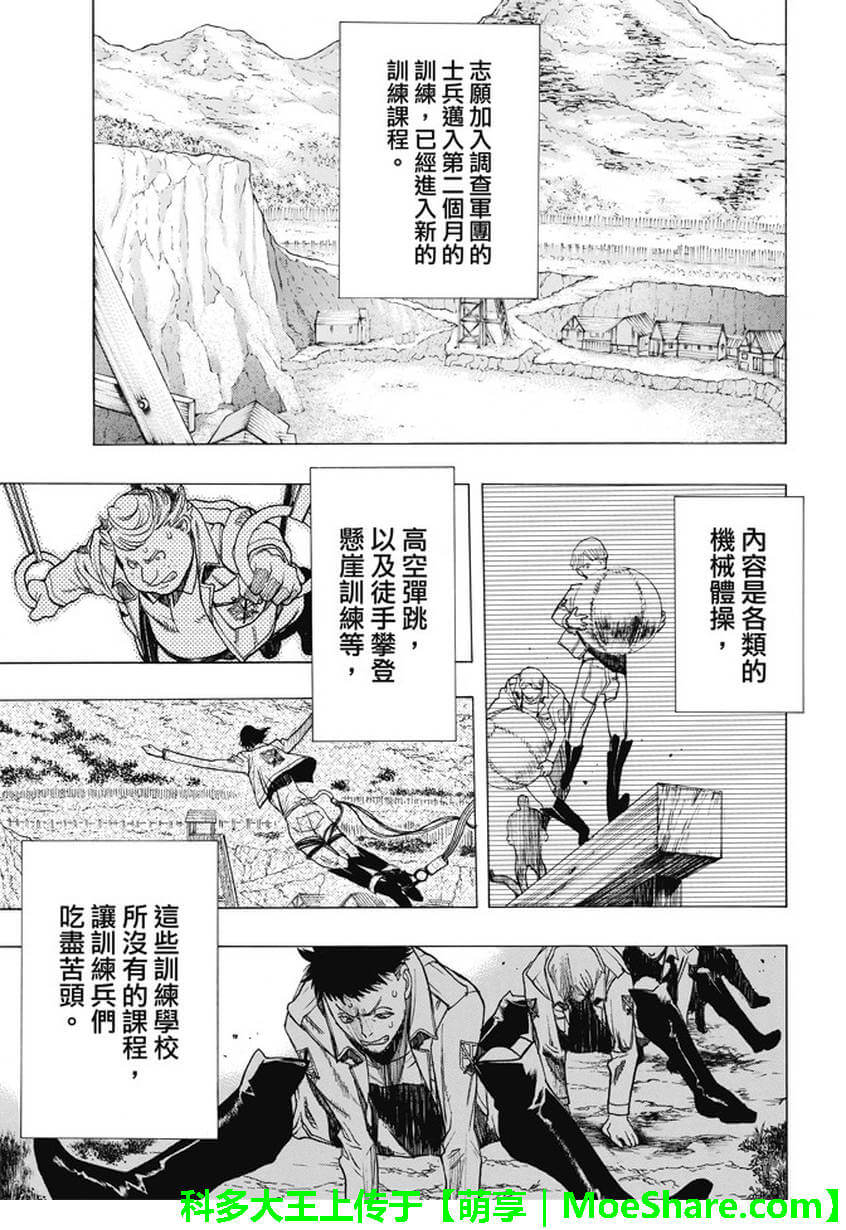 志願加入調查軍團的
士兵邁入第二個月的
訓練，已經進入新的
訓練課程。
內容是各類的
機械體操，
高空彈跳，
以及徒手攀登
懸崖訓練等，
這些訓練學校
所沒有的課程，
讓訓練兵們
吃盡苦頭。
科多大王上传于【萌享｜MoeShare.com】